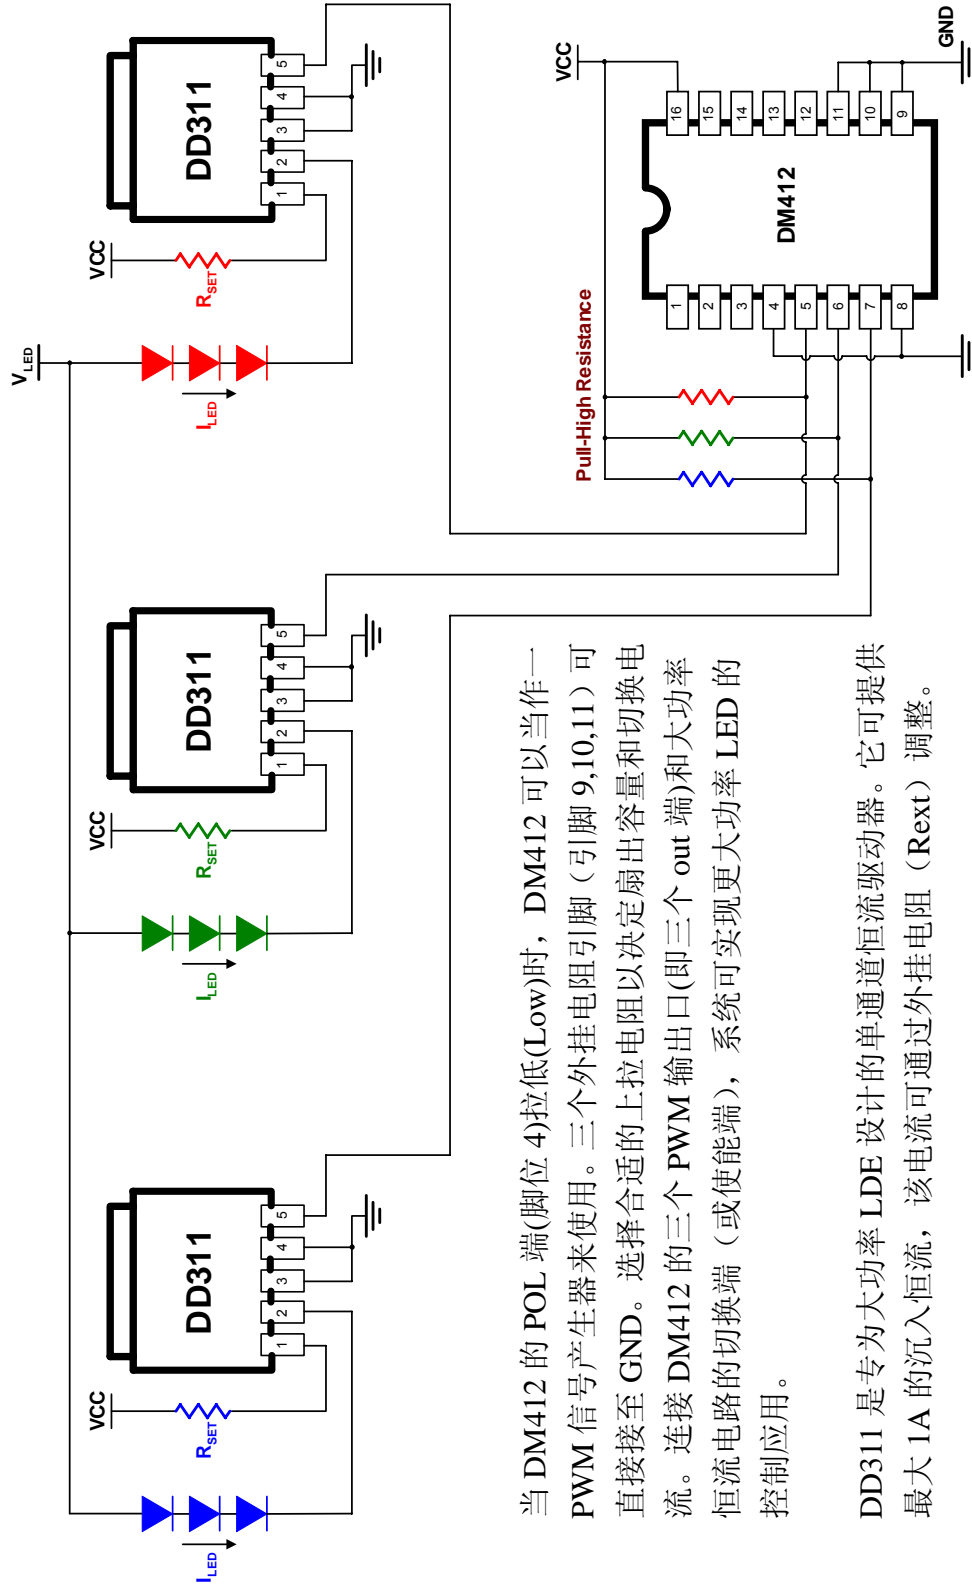 VLED
VCC
VCC
VCC
ILED
RSET
DD311
1 2 3 4 5
ILED
RSET
DD311
1 2 3 4 5
ILED
RSET
DD311
1 2 3 4 5
VCC
Pull-High Resistance
DM412
1 2 3 4 5 6 7 8
16 15 14 13 12 11 10 9
GND
当 DM412 的 POL 端(脚位 4)拉低(Low)时，DM412 可以当作一
PWM 信号产生器来使用。三个外挂电阻引脚（引脚 9,10,11）可
直接接至 GND。选择合适的上拉电阻以决定扇出容量和切换电
流。连接 DM412 的三个 PWM 输出口(即三个 out 端)和大功率
恒流电路的切换端（或使能端），系统可实现更大功率 LED 的
控制应用。
DD311 是专为大功率 LDE 设计的单通道恒流驱动器。它可提供
最大 1A 的沉入恒流，该电流可通过外挂电阻（Rext）调整。